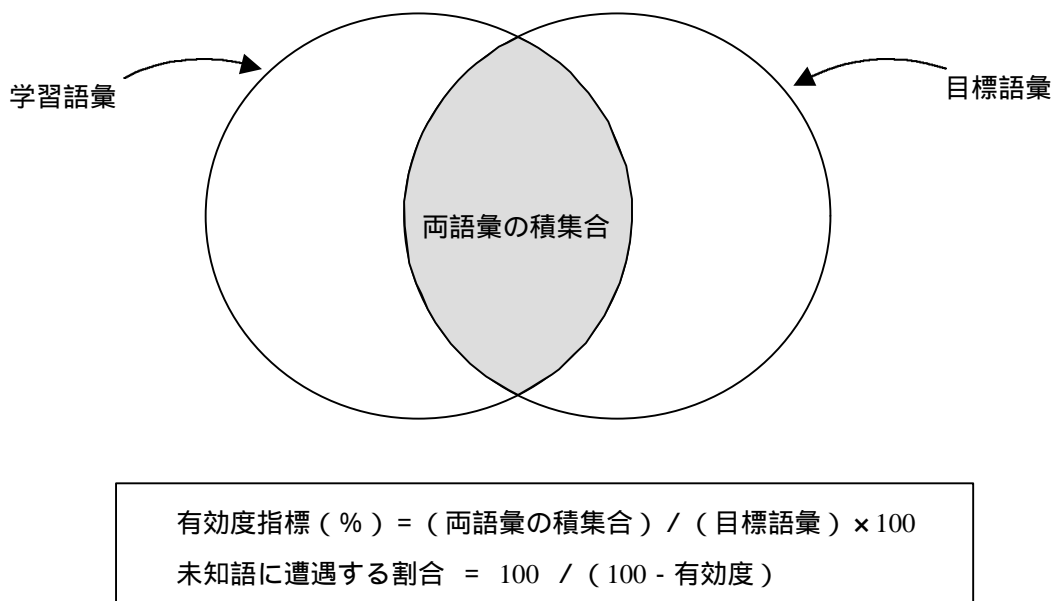 学習語彙
目標語彙
両語彙の積集合
有効度指標(%)=(両語彙の積集合)/(目標語彙)×100
未知語に遭遇する割合 = 100 / (100 - 有効度)